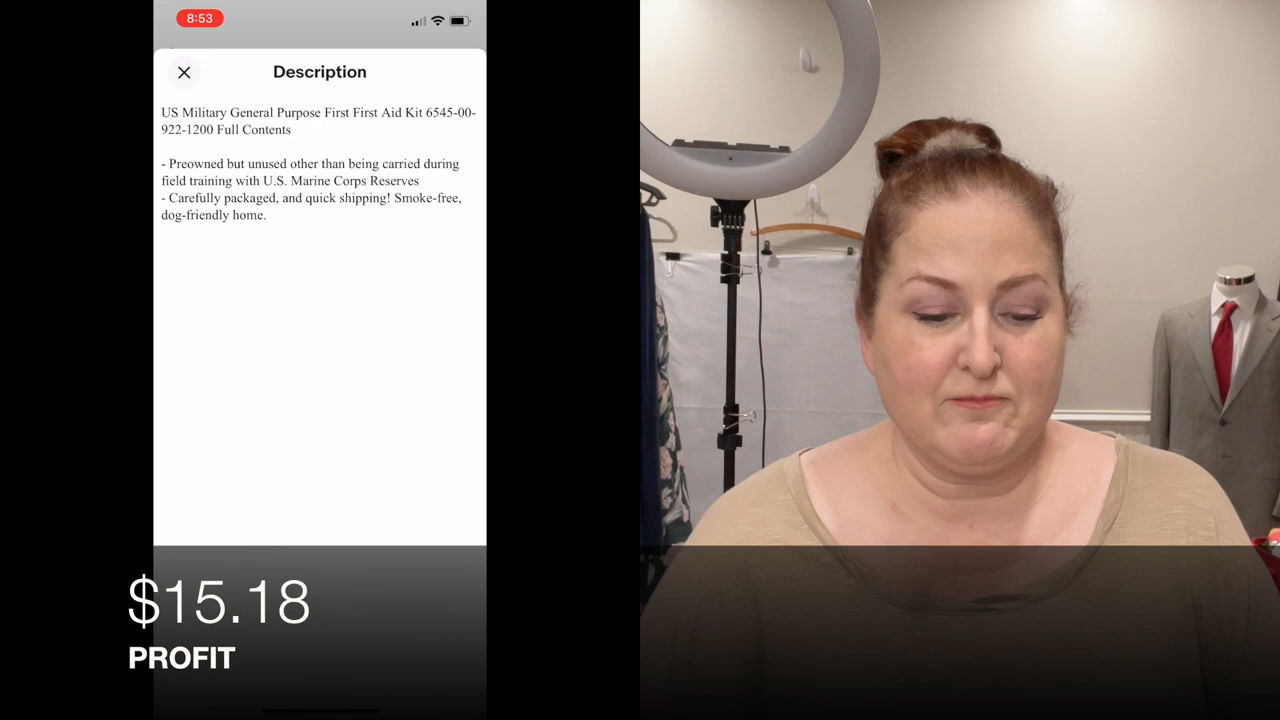 8:53
Description
US Military General Purpose First First Aid Kit 6545-00-
922-1200 Full Contents
- Preowned but unused other than being carried during
field training with U.S. Marine Corps Reserves
- Carefully packaged, and quick shipping! Smoke-free,
dog-friendly home.
$15.18
PROFIT